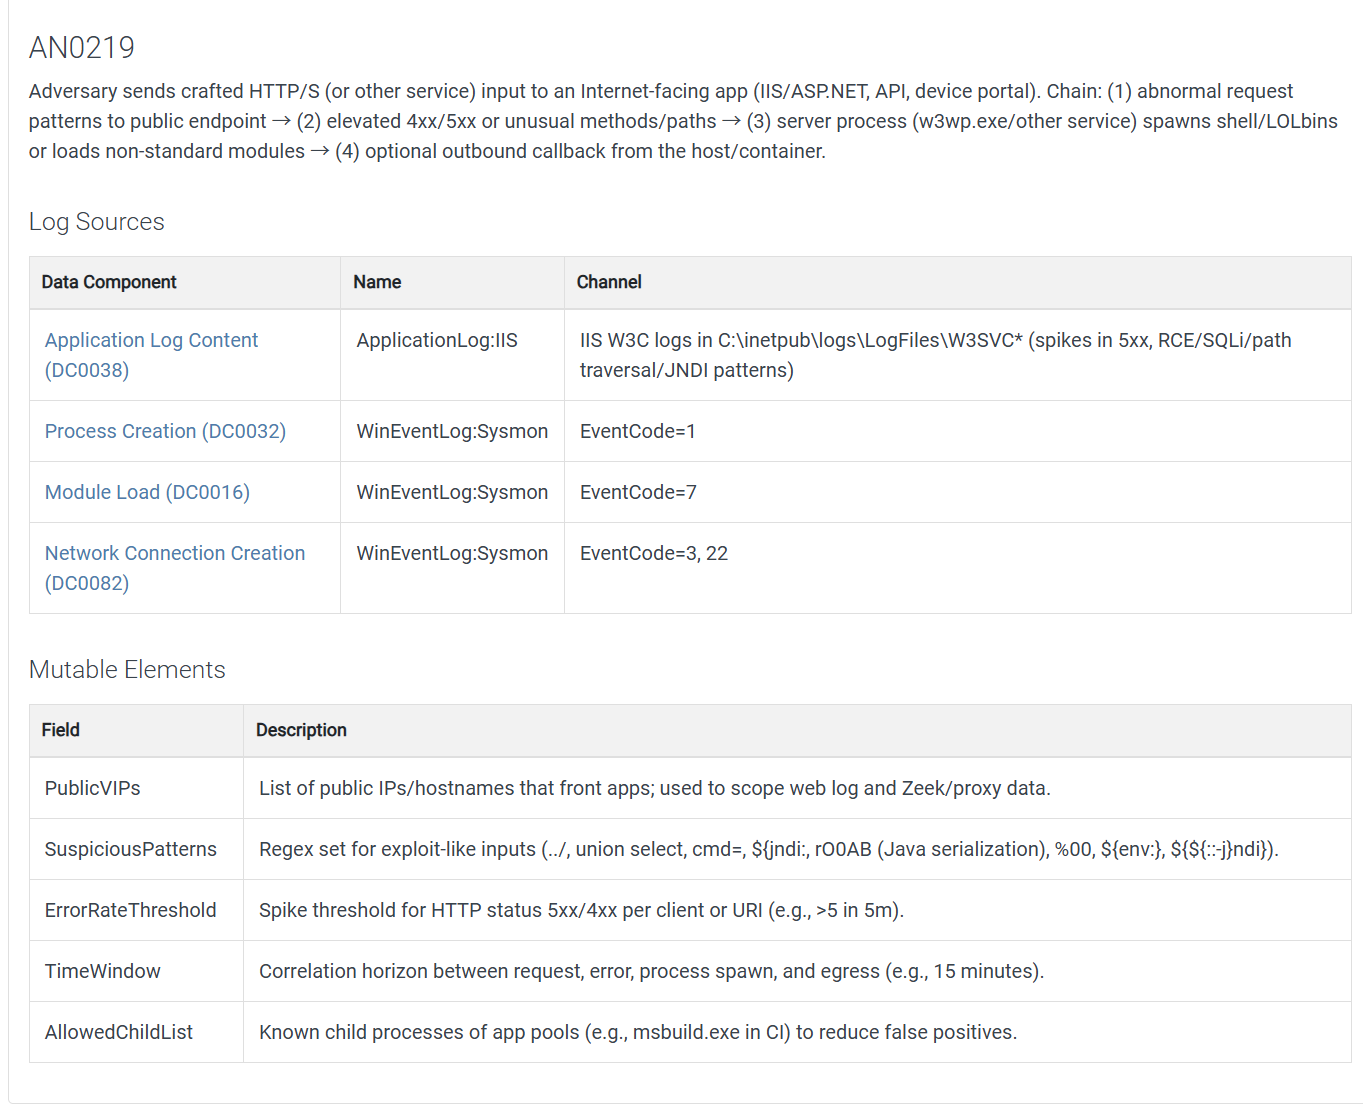 AN0219
Adversary sends crafted HTTP/S (or other service) input to an Internet-facing app (IIS/ASP.NET, API, device portal). Chain: (1) abnormal request
patterns to public endpoint → (2) elevated 4xx/5xx or unusual methods/paths → (3) server process (w3wp.exe/other service) spawns shell/LOLbins
or loads non-standard modules → (4) optional outbound callback from the host/container.
Log Sources
Data Component Name Channel
Application Log Content ApplicationLog:IIS IIS W3C logs in C:\inetpub\logs\LogFiles\W3SVC* (spikes in 5xx, RCE/SQLi/path
(DC0038) traversal/JNDI patterns)
Process Creation (DC0032) WinEventLog:Sysmon EventCode=1
Module Load (DC0016) WinEventLog:Sysmon EventCode=7
Network Connection Creation WinEventLog:Sysmon EventCode=3, 22
(DC0082)
Mutable Elements
Field Description
PublicVIPs List of public IPs/hostnames that front apps; used to scope web log and Zeek/proxy data.
SuspiciousPatterns Regex set for exploit-like inputs (../, union select, cmd=, ${jndi:, rO0AB (Java serialization), %00, ${env:}, ${${::-j}ndi}).
ErrorRateThreshold Spike threshold for HTTP status 5xx/4xx per client or URI (e.g., >5 in 5m).
TimeWindow Correlation horizon between request, error, process spawn, and egress (e.g., 15 minutes).
AllowedChildList Known child processes of app pools (e.g., msbuild.exe in CI) to reduce false positives.